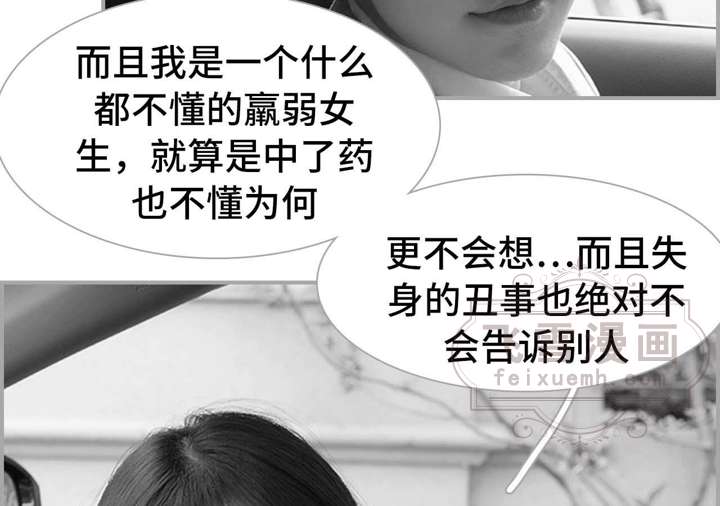 而且我是一个什么
都不懂的羸弱女
生，就算是中了药
也不懂为何
更不会想…而且失
身的丑事也绝对不
会告诉别人
飞雪漫画
feixuemh.com